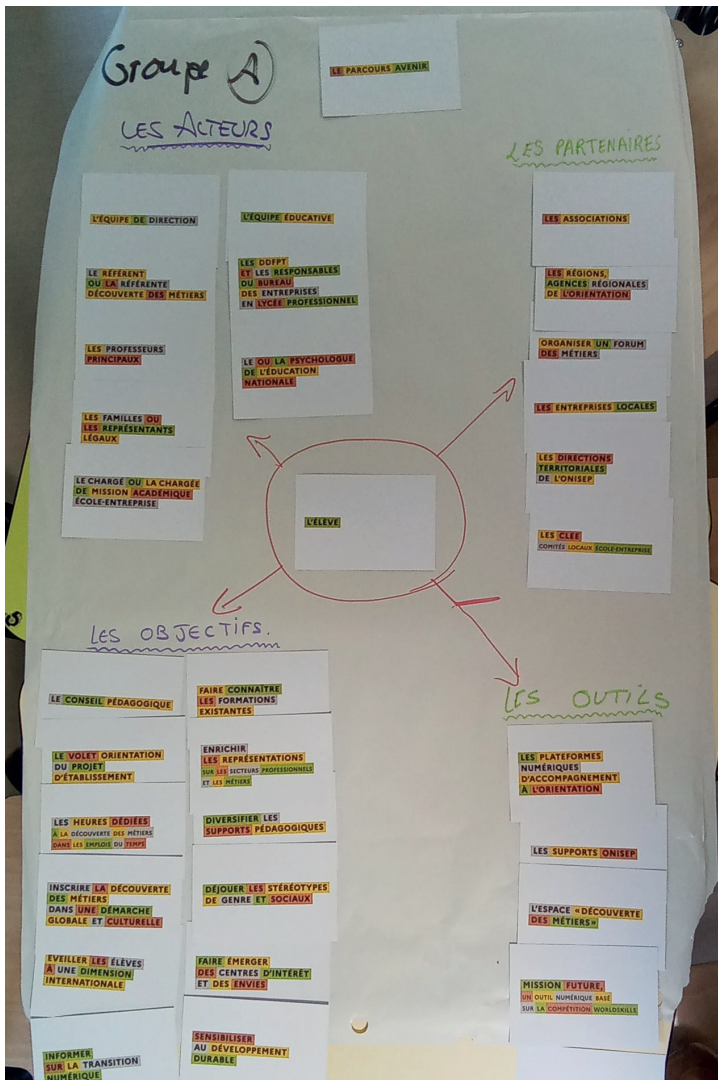 Groupe A
LE PARCOURS AVENIR
LES ACTEURS
L'ÉQUIPE DE DIRECTION
LE RÉFÉRENT
OU LA RÉFÉRENTE
DÉCOUVERTE DES MÉTIERS
LES PROFESSEURS
PRINCIPAUX
LES FAMILLES OU
LES REPRÉSENTANTS
LÉGAUX
LE CHARGÉ OU LA CHARGÉE
DE MISSION ACADÉMIQUE
ÉCOLE-ENTREPRISE
L'ÉQUIPE ÉDUCATIVE
LES DDFPT
ET LES RESPONSABLES
DU BUREAU
DES ENTREPRISES
EN LYCÉE PROFESSIONNEL
LE OU LA PSYCHOLOGUE
DE L'ÉDUCATION
NATIONALE
LES PARTENAIRES
LES ASSOCIATIONS
LES RÉGIONS,
AGENCES RÉGIONALES
DE L'ORIENTATION
ORGANISER UN FORUM
DES MÉTIERS
LES ENTREPRISES LOCALES
LES DIRECTIONS
TERRITORIALES
DE L'ONISEP
LES CLEE
COMITÉS LOCAUX ÉCOLE-ENTREPRISE
L'ÉLÈVE
LES OBJECTIFS.
LE CONSEIL PÉDAGOGIQUE
LE VOLET ORIENTATION
DU PROJET
D'ÉTABLISSEMENT
LES HEURES DÉDIÉES
À LA DÉCOUVERTE DES MÉTIERS
DANS LES EMPLOIS DU TEMPS
INSCRIRE LA DÉCOUVERTE
DES MÉTIERS
DANS UNE DÉMARCHE
GLOBALE ET CULTURELLE
EVEILLER LES ÉLÈVES
À UNE DIMENSION
INTERNATIONALE
INFORMER
SUR LA TRANSITION
NUMÉRIQUE
FAIRE CONNAÎTRE
LES FORMATIONS
EXISTANTES
ENRICHIR
LES REPRÉSENTATIONS
SUR LES SECTEURS PROFESSIONNELS
ET LES MÉTIERS
DIVERSIFIER LES
SUPPORTS PÉDAGOGIQUES
DÉJOUER LES STÉRÉOTYPES
DE GENRE ET SOCIAUX
FAIRE ÉMERGER
DES CENTRES D'INTÉRÊT
ET DES ENVIES
SENSIBILISER
AU DÉVELOPPEMENT
DURABLE
LES OUTILS
LES PLATEFORMES
NUMÉRIQUES
D'ACCOMPAGNEMENT
À L'ORIENTATION
LES SUPPORTS ONISEP
L'ESPACE «DÉCOUVERTE
DES MÉTIERS»
MISSION FUTURE,
UN OUTIL NUMÉRIQUE BASÉ
SUR LA COMPÉTITION WORLDSKILLS